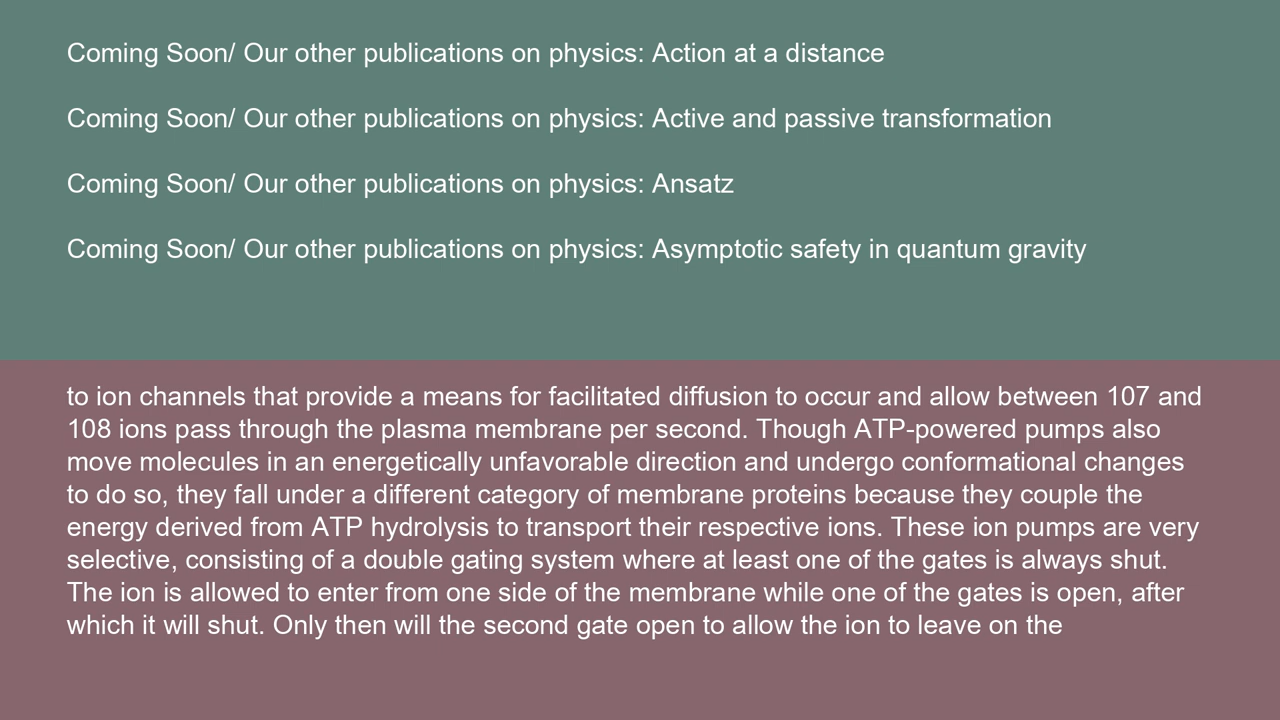 Coming Soon/ Our other publications on physics: Action at a distance
Coming Soon/ Our other publications on physics: Active and passive transformation
Coming Soon/ Our other publications on physics: Ansatz
Coming Soon/ Our other publications on physics: Asymptotic safety in quantum gravity
to ion channels that provide a means for facilitated diffusion to occur and allow between 107 and
108 ions pass through the plasma membrane per second. Though ATP-powered pumps also
move molecules in an energetically unfavorable direction and undergo conformational changes
to do so, they fall under a different category of membrane proteins because they couple the
energy derived from ATP hydrolysis to transport their respective ions. These ion pumps are very
selective, consisting of a double gating system where at least one of the gates is always shut.
The ion is allowed to enter from one side of the membrane while one of the gates is open, after
which it will shut. Only then will the second gate open to allow the ion to leave on the